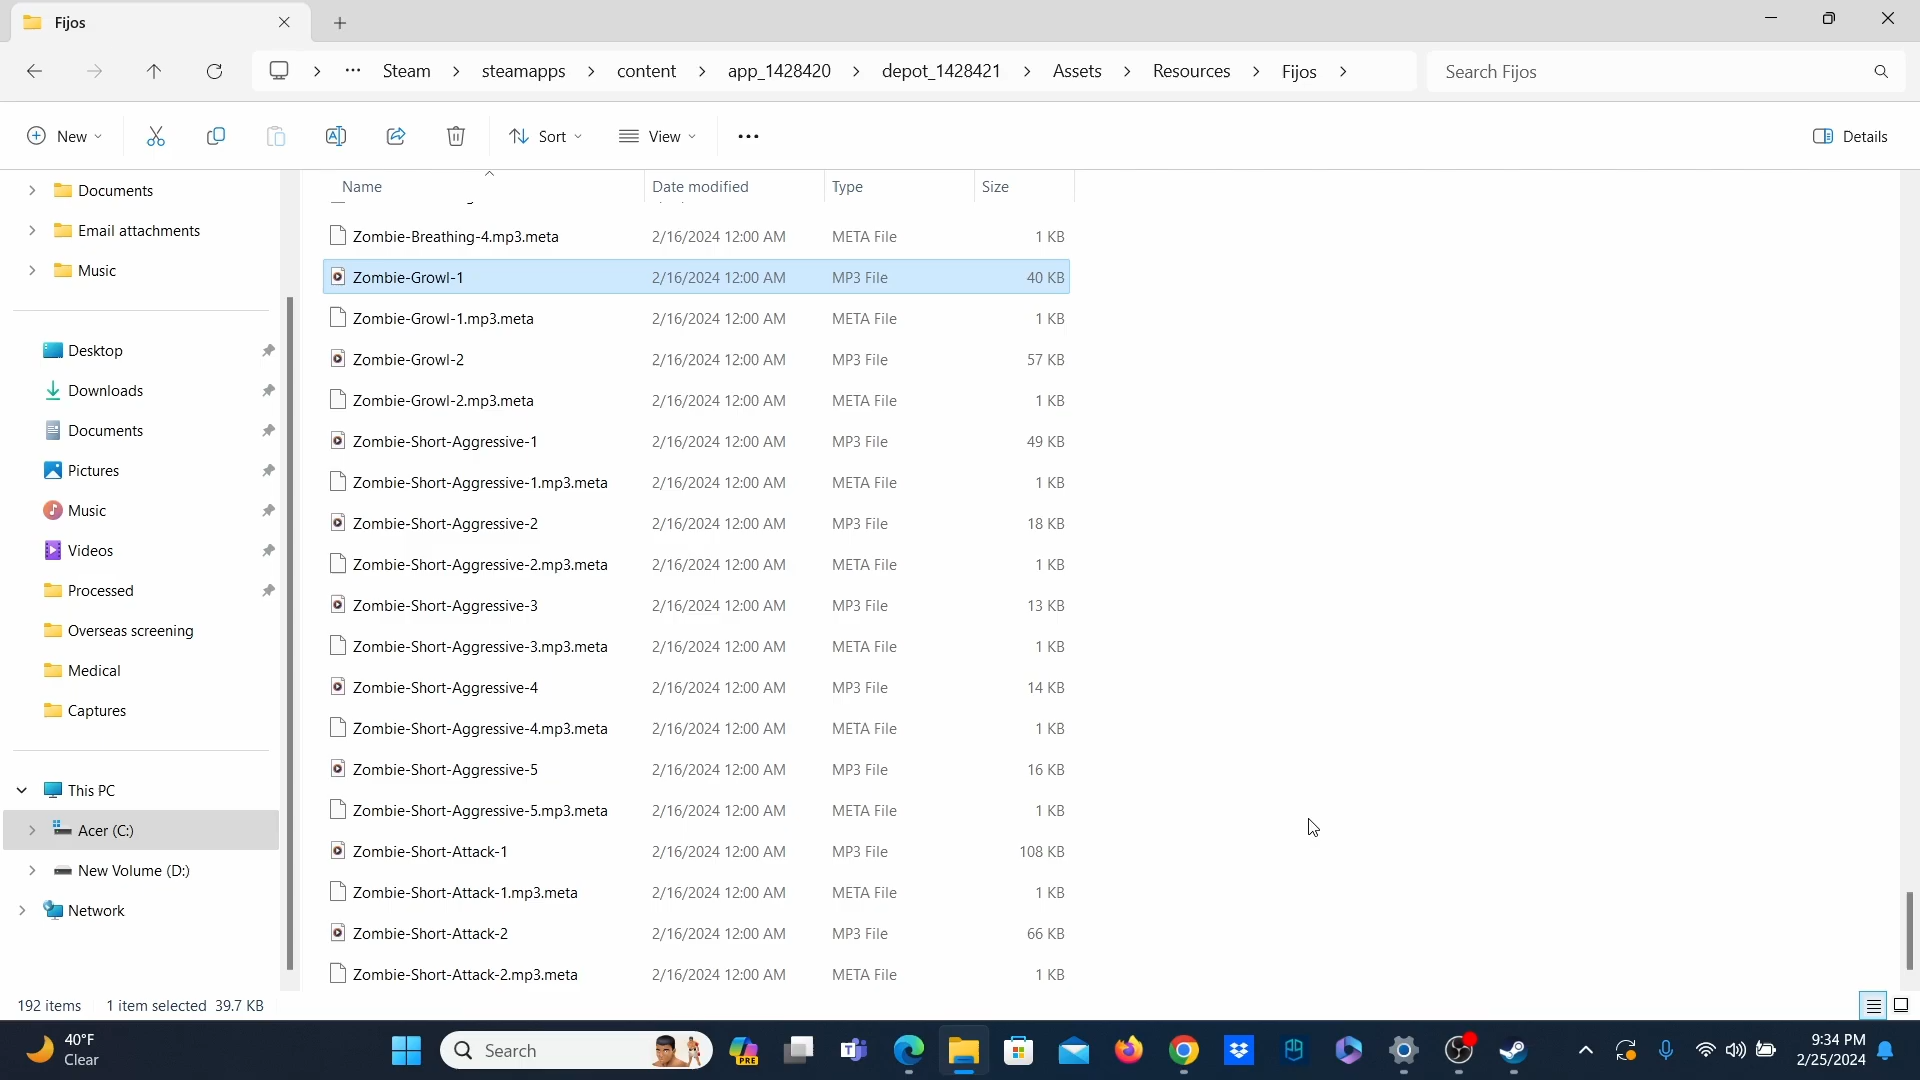 Fijos
Steam steamapps content app_1428420 depot_1428421 Assets Resources Fijos Search Fijos
New Sort View Details
Name Date modified Type Size
Documents
Email attachments
Music
Desktop
Downloads
Documents
Pictures
Music
Videos
Processed
Overseas screening
Medical
Captures
This PC
Acer (C:)
New Volume (D:)
Network
Zombie-Breathing-4.mp3.meta 2/16/2024 12:00 AM META File 1 KB
Zombie-Growl-1 2/16/2024 12:00 AM MP3 File 40 KB
Zombie-Growl-1.mp3.meta 2/16/2024 12:00 AM META File 1 KB
Zombie-Growl-2 2/16/2024 12:00 AM MP3 File 57 KB
Zombie-Growl-2.mp3.meta 2/16/2024 12:00 AM META File 1 KB
Zombie-Short-Aggressive-1 2/16/2024 12:00 AM MP3 File 49 KB
Zombie-Short-Aggressive-1.mp3.meta 2/16/2024 12:00 AM META File 1 KB
Zombie-Short-Aggressive-2 2/16/2024 12:00 AM MP3 File 18 KB
Zombie-Short-Aggressive-2.mp3.meta 2/16/2024 12:00 AM META File 1 KB
Zombie-Short-Aggressive-3 2/16/2024 12:00 AM MP3 File 13 KB
Zombie-Short-Aggressive-3.mp3.meta 2/16/2024 12:00 AM META File 1 KB
Zombie-Short-Aggressive-4 2/16/2024 12:00 AM MP3 File 14 KB
Zombie-Short-Aggressive-4.mp3.meta 2/16/2024 12:00 AM META File 1 KB
Zombie-Short-Aggressive-5 2/16/2024 12:00 AM MP3 File 16 KB
Zombie-Short-Aggressive-5.mp3.meta 2/16/2024 12:00 AM META File 1 KB
Zombie-Short-Attack-1 2/16/2024 12:00 AM MP3 File 108 KB
Zombie-Short-Attack-1.mp3.meta 2/16/2024 12:00 AM META File 1 KB
Zombie-Short-Attack-2 2/16/2024 12:00 AM MP3 File 66 KB
Zombie-Short-Attack-2.mp3.meta 2/16/2024 12:00 AM META File 1 KB
192 items 1 item selected 39.7 KB
40°F
Clear
Search
PRE
9:34 PM
2/25/2024